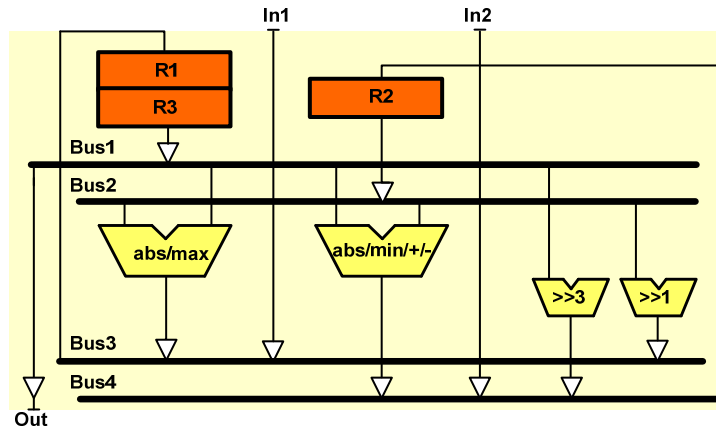 In1
In2
R1
R3
R2
Bus1
Bus2
abs/max
abs/min/+/-
>>3
>>1
Bus3
Bus4
Out